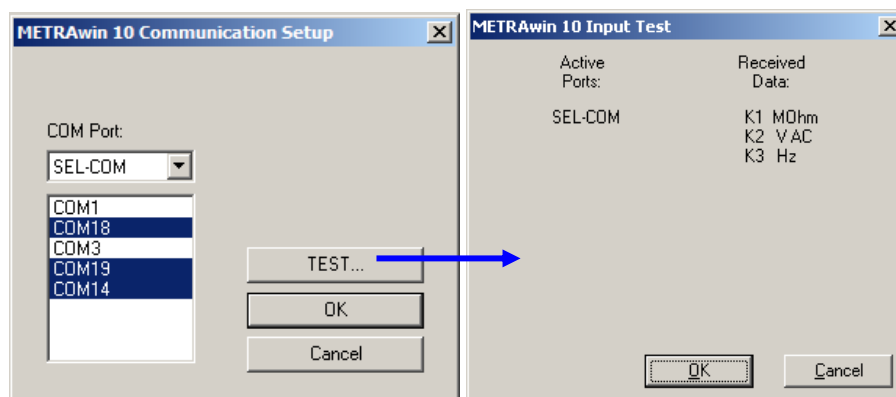 METRAwin 10 Communication Setup
COM Port:
SEL-COM
COM1
COM18
COM3
COM19
COM14
TEST...
OK
Cancel
METRAwin 10 Input Test
Active
Ports:
Received
Data:
SEL-COM
K1 MOhm
K2 V AC
K3 Hz
OK
Cancel